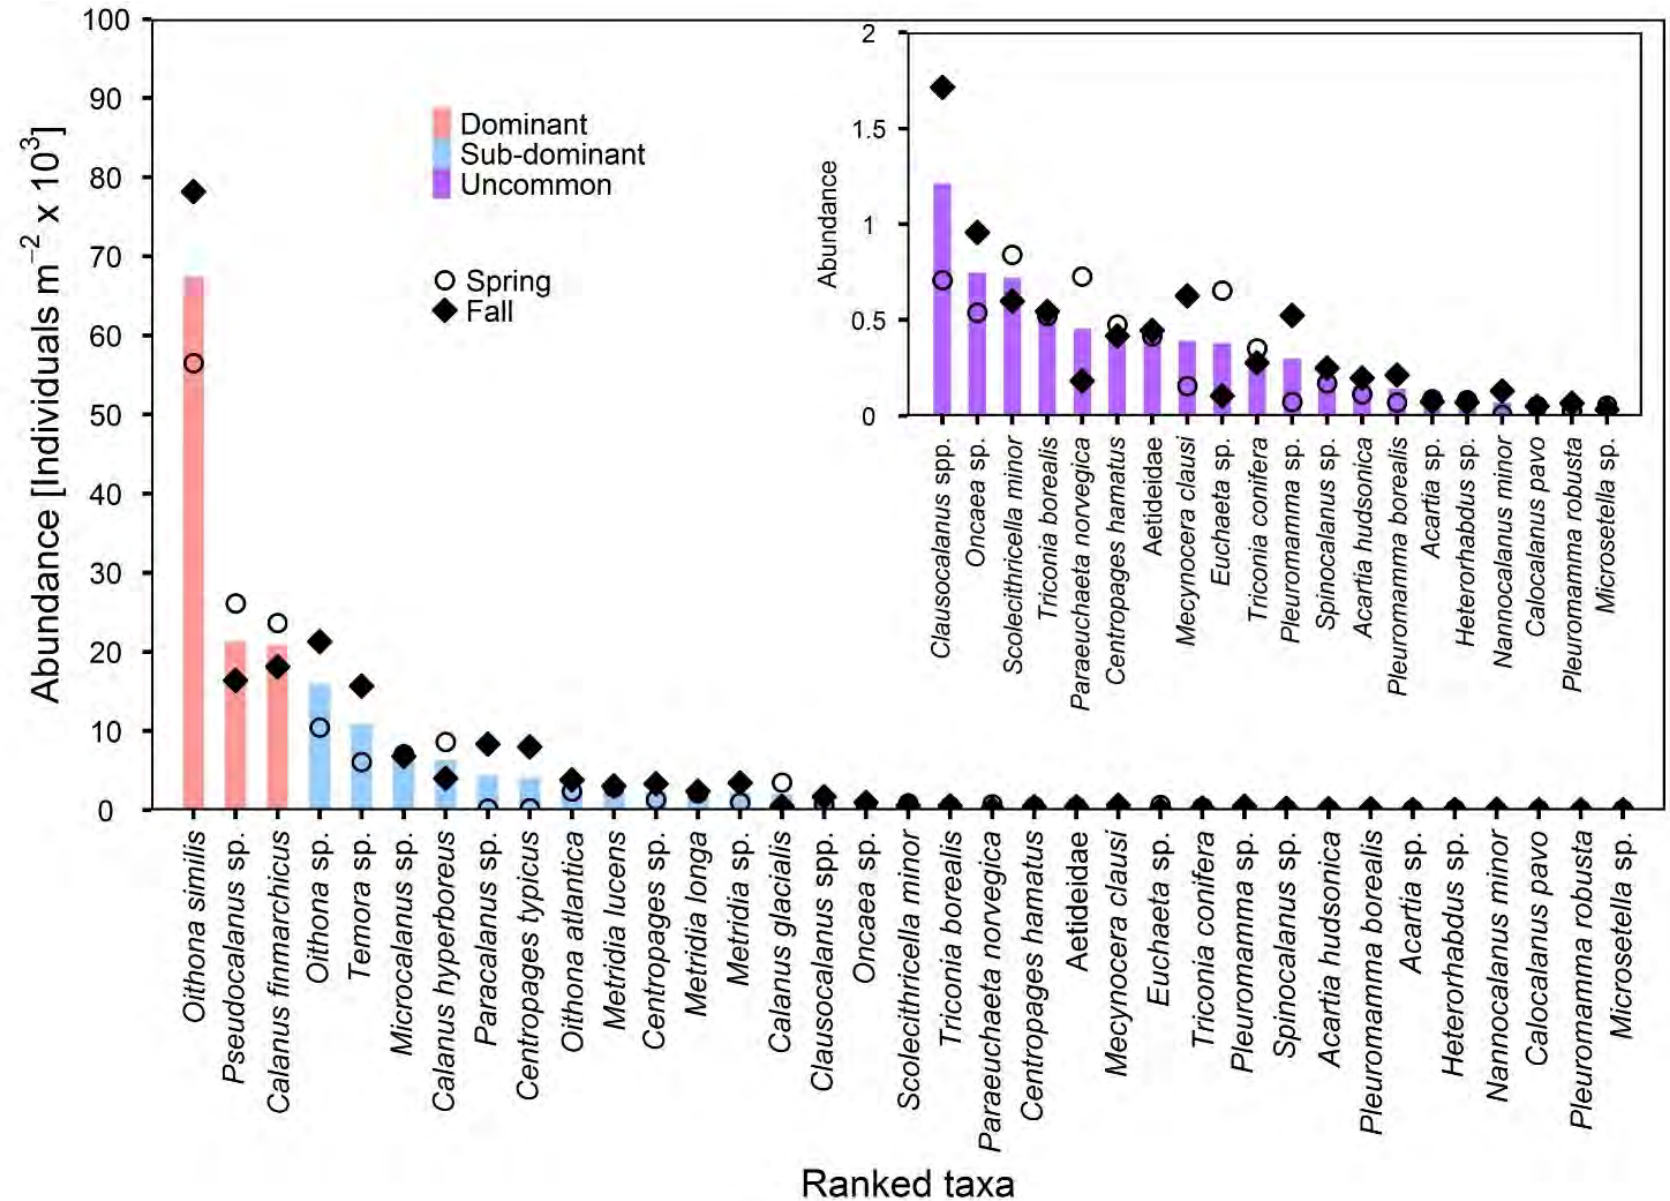 100
90
80
70
60
50
40
30
20
10
0
Abundance [Individuals m⁻² x 10³]
Dominant
Sub-dominant
Uncommon
Spring
Fall
2
1.5
1
0.5
0
Abundance
Clausocalanus spp.
Oncaea sp.
Scolecithricella minor
Triconia borealis
Paraeuchaeta norvegica
Centropages hamatus
Aetideidae
Mecynocera clausi
Euchaeta sp.
Triconia conifera
Pleuromamma sp.
Spinocalanus sp.
Acartia hudsonica
Pleuromamma borealis
Acartia sp.
Heterorhabdus sp.
Nannocalanus minor
Calocalanus pavo
Pleuromamma robusta
Microsetella sp.
Oithona similis
Pseudocalanus sp.
Calanus finmarchicus
Oithona sp.
Temora sp.
Microcalanus sp.
Calanus hyperboreus
Paracalanus sp.
Centropages typicus
Oithona atlantica
Metridia lucens
Centropages sp.
Metridia longa
Metridia sp.
Calanus glacialis
Clausocalanus spp.
Oncaea sp.
Scolecithricella minor
Triconia borealis
Paraeuchaeta norvegica
Centropages hamatus
Aetideidae
Mecynocera clausi
Euchaeta sp.
Triconia conifera
Pleuromamma sp.
Spinocalanus sp.
Acartia hudsonica
Pleuromamma borealis
Acartia sp.
Heterorhabdus sp.
Nannocalanus minor
Calocalanus pavo
Pleuromamma robusta
Microsetella sp.
Ranked taxa